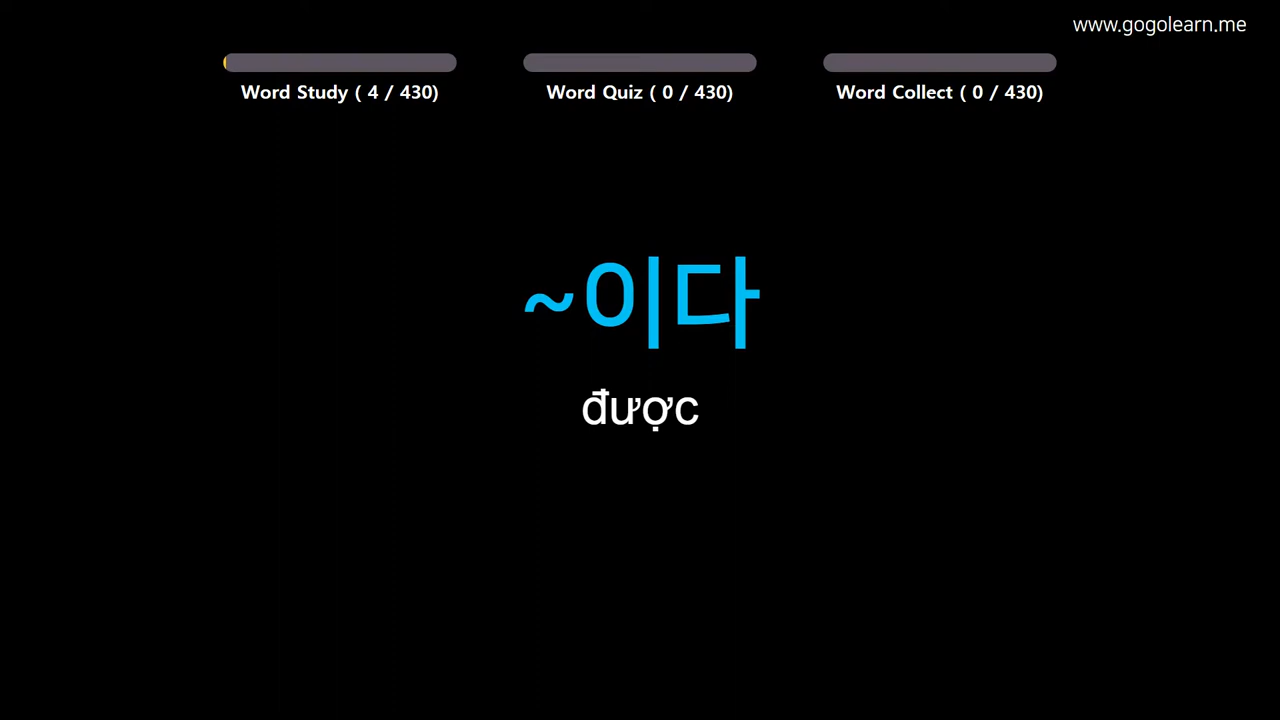 www.gogolearn.me
Word Study ( 4 / 430)
Word Quiz ( 0 / 430)
Word Collect ( 0 / 430)
~이다
được